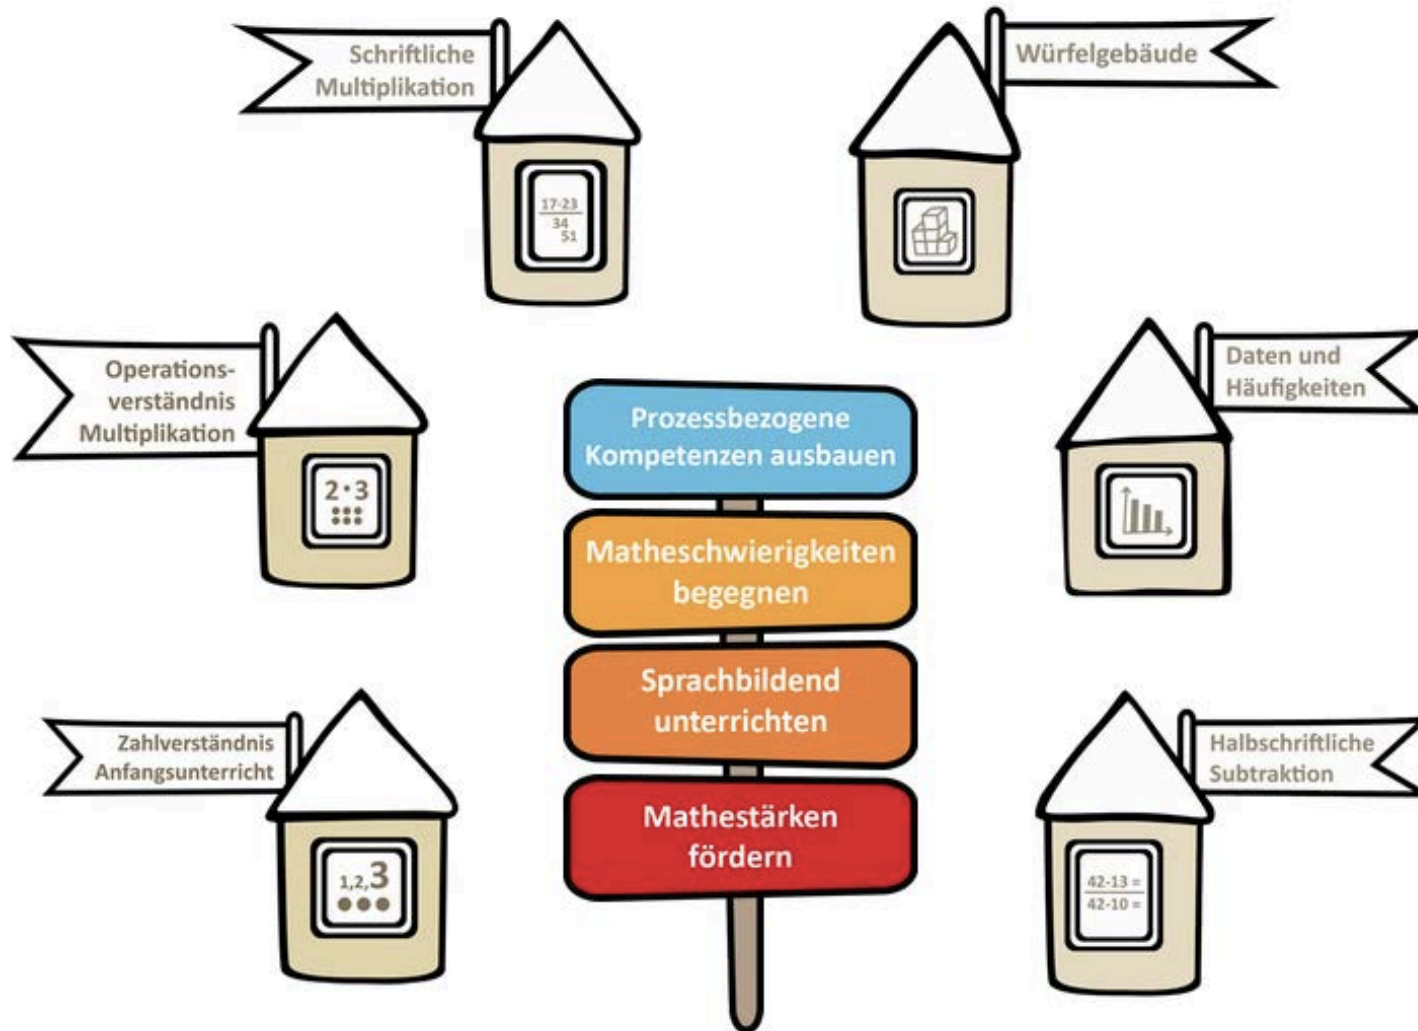 Schriftliche
Multiplikation
17·23
34
51
Würfelgebäude
Operations-
verständnis
Multiplikation
2·3
Daten und
Häufigkeiten
Prozessbezogene
Kompetenzen ausbauen
Matheschwierigkeiten
begegnen
Sprachbildend
unterrichten
Mathestärken
fördern
Zahlverständnis
Anfangsunterricht
1,2,3
Halbschriftliche
Subtraktion
42-13 =
42-10 =